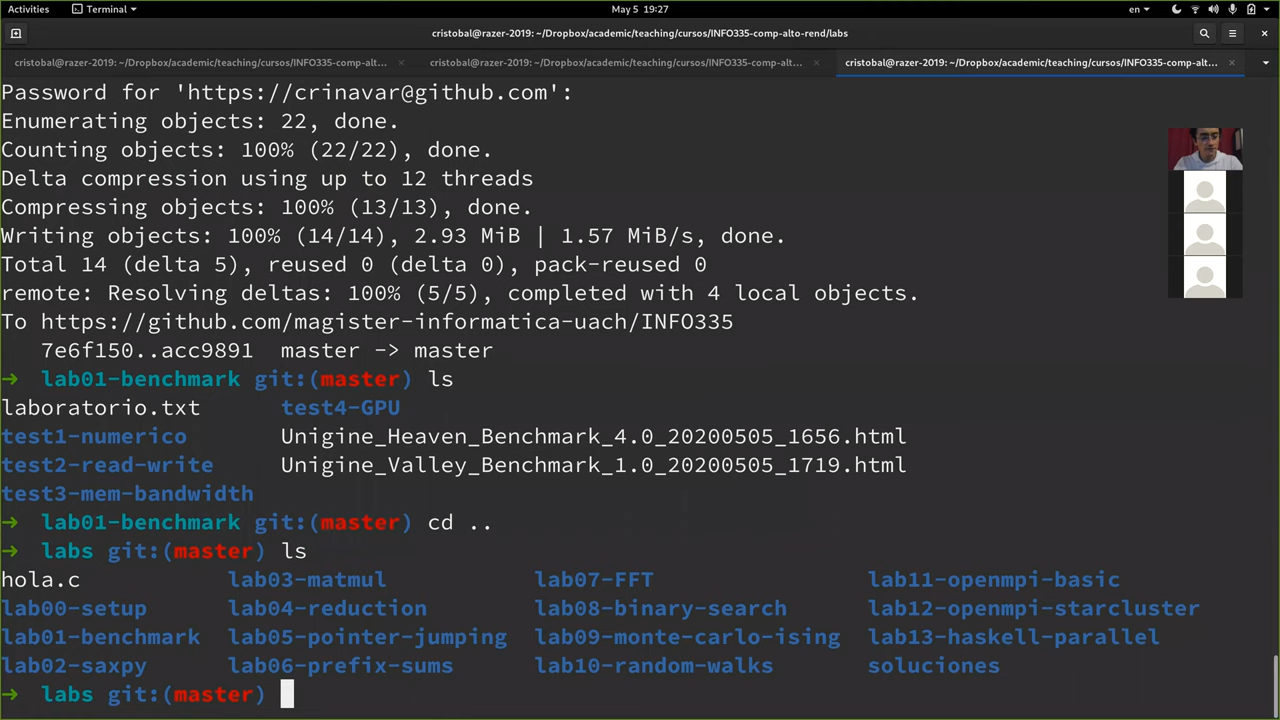 Activities Terminal May 5 19:27 en
cristobal@razer-2019: ~/Dropbox/academic/teaching/cursos/INFO335-comp-alto-rend/labs
cristobal@razer-2019: ~/Dropbox/academic/teaching/cursos/INFO335-comp-alt... cristobal@razer-2019: ~/Dropbox/academic/teaching/cursos/INFO335-comp-alt... cristobal@razer-2019: ~/Dropbox/academic/teaching/cursos/INFO335-comp-alt...
Password for 'https://crinavar@github.com':
Enumerating objects: 22, done.
Counting objects: 100% (22/22), done.
Delta compression using up to 12 threads
Compressing objects: 100% (13/13), done.
Writing objects: 100% (14/14), 2.93 MiB | 1.57 MiB/s, done.
Total 14 (delta 5), reused 0 (delta 0), pack-reused 0
remote: Resolving deltas: 100% (5/5), completed with 4 local objects.
To https://github.com/magister-informatica-uach/INFO335
7e6f150..acc9891 master -> master
→ lab01-benchmark git:(master) ls
laboratorio.txt test4-GPU
test1-numerico Unigine_Heaven_Benchmark_4.0_20200505_1656.html
test2-read-write Unigine_Valley_Benchmark_1.0_20200505_1719.html
test3-mem-bandwidth
→ lab01-benchmark git:(master) cd ..
→ labs git:(master) ls
hola.c lab03-matmul lab07-FFT lab11-openmpi-basic
lab00-setup lab04-reduction lab08-binary-search lab12-openmpi-starcluster
lab01-benchmark lab05-pointer-jumping lab09-monte-carlo-ising lab13-haskell-parallel
lab02-saxpy lab06-prefix-sums lab10-random-walks soluciones
→ labs git:(master)